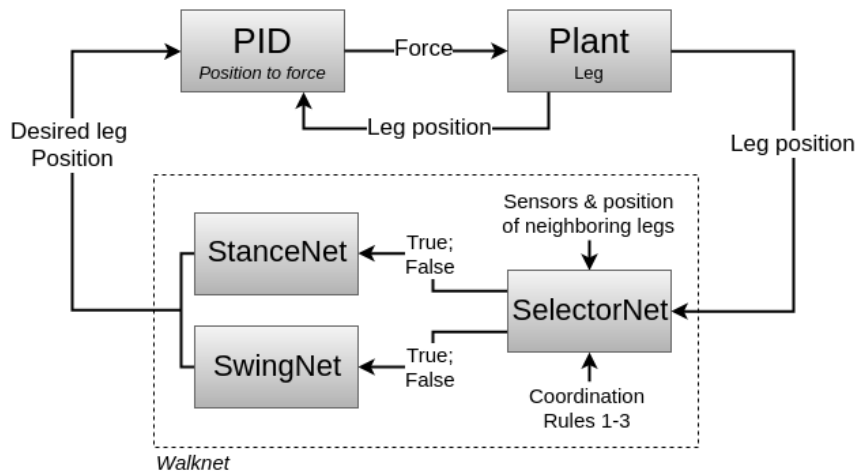 PID
Position to force
Force
Plant
Leg
Leg position
Desired leg
Position
Leg position
Sensors & position
of neighboring legs
StanceNet
True;
False
SelectorNet
SwingNet
True;
False
Coordination
Rules 1-3
Walknet